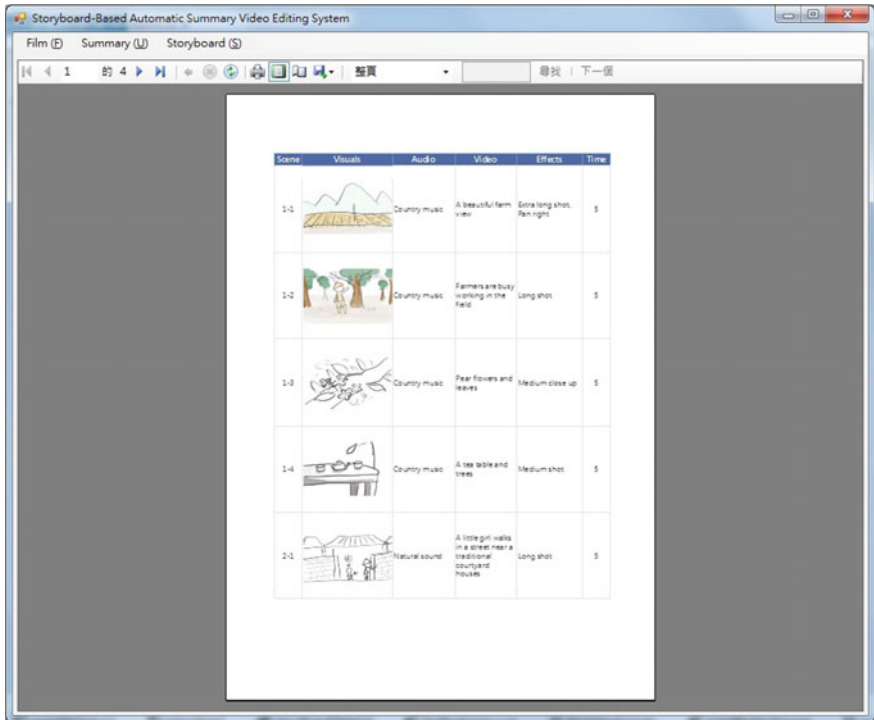 Storyboard-Based Automatic Summary Video Editing System
Film (F) Summary (U) Storyboard (S)
1 的 4 整頁 尋找 | 下一個
Scene Visuals Audio Video Effects Time
1-1 Country music A beautiful farm view Extra long shot, Pan right 5
1-2 Country music Farmers are busy working in the field Long shot 5
1-3 Country music Pear flowers and leaves Medium close up 5
1-4 Country music A tea table and trees Medium shot 5
2-1 Natural sound A little girl walks in a street near a traditional courtyard houses Long shot 5